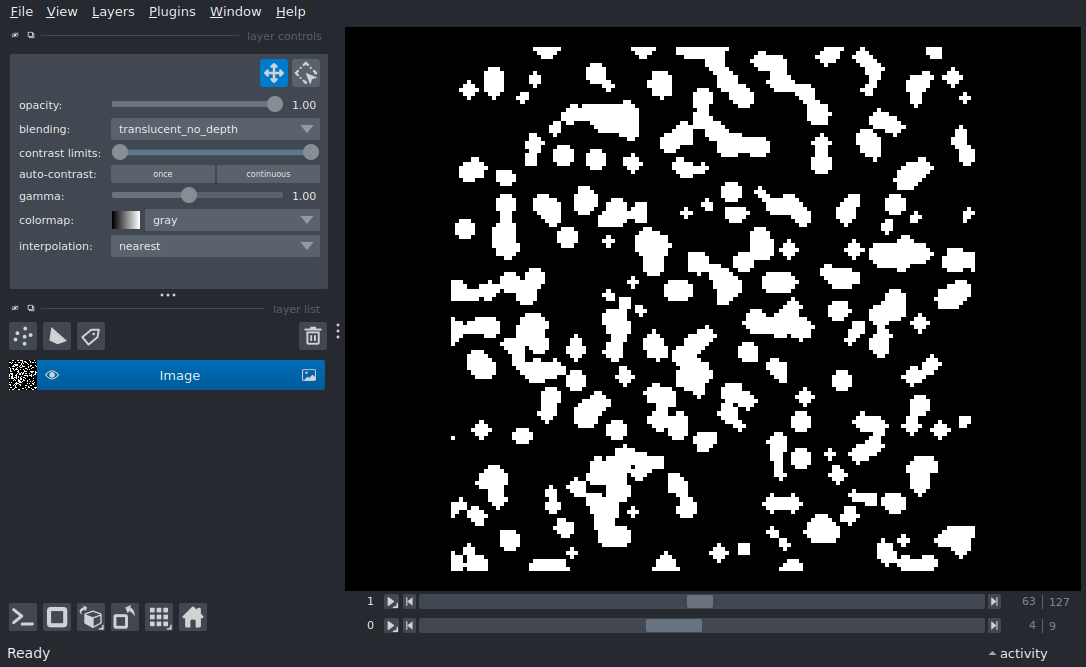 File View Layers Plugins Window Help
layer controls
opacity: 1.00
blending: translucent_no_depth
contrast limits:
auto-contrast: once continuous
gamma: 1.00
colormap: gray
interpolation: nearest
layer list
Image
1 63 127
0 4 9
Ready activity